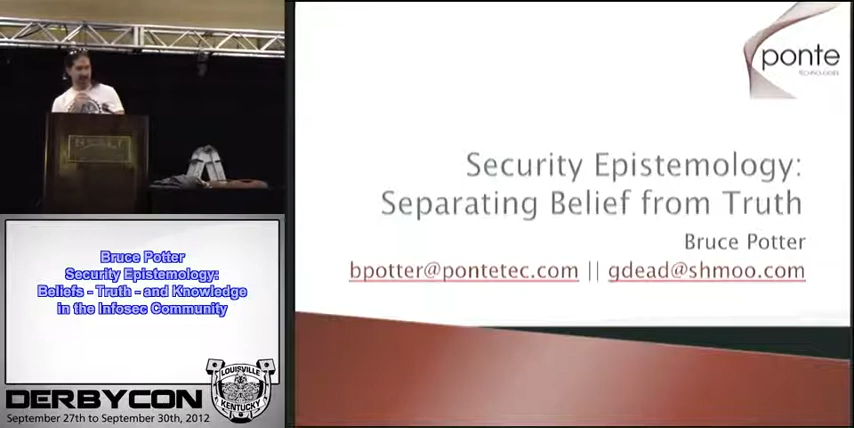 ponte
TECHNOLOGIES
Security Epistemology:
Separating Belief from Truth
Bruce Potter
bpotter@pontetec.com || gdead@shmoo.com
Bruce Potter
Security Epistemology:
Beliefs - Truth - and Knowledge
in the Infosec Community
DERBYCON
LOUISVILLE
KENTUCKY
September 27th to September 30th, 2012